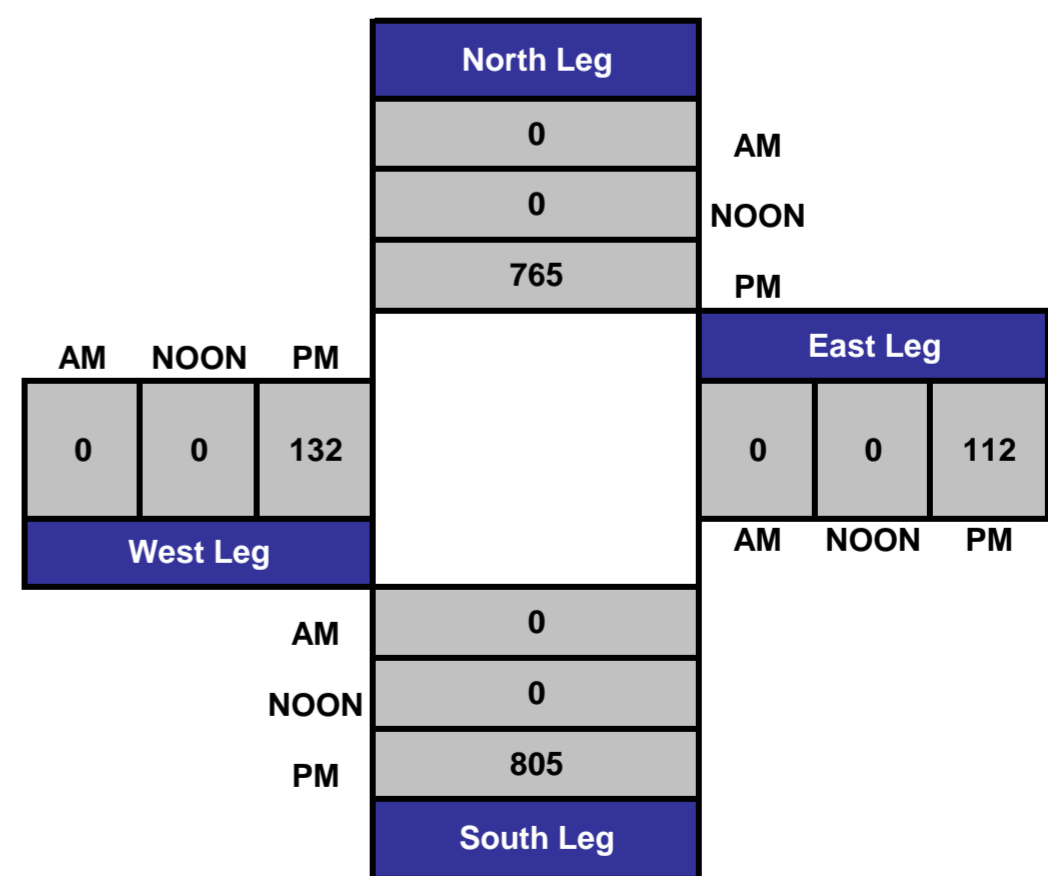 North Leg
0 AM
0 NOON
765 PM
East Leg
AM NOON PM
0 0 132
0 0 112
West Leg
AM NOON PM
AM 0
NOON 0
PM 805
South Leg